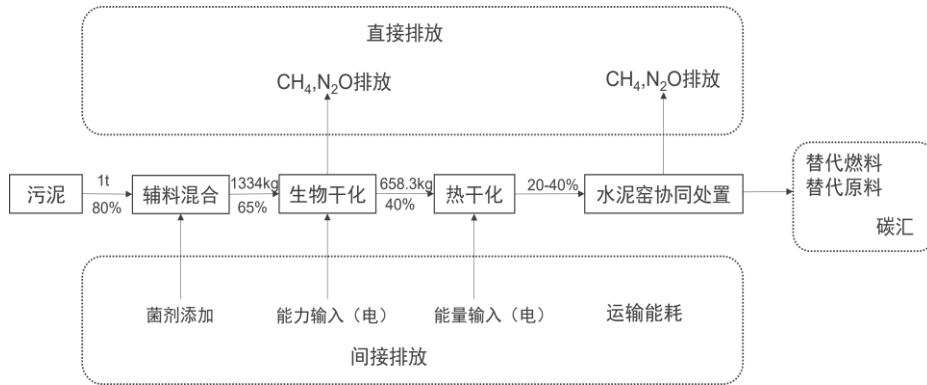 直接排放
CH₄,N₂O排放
CH₄,N₂O排放
污泥
1t
80%
辅料混合
1334kg
65%
生物干化
658.3kg
40%
热干化
20-40%
水泥窑协同处置
替代燃料
替代原料
碳汇
菌剂添加
能力输入（电）
能量输入（电）
运输能耗
间接排放